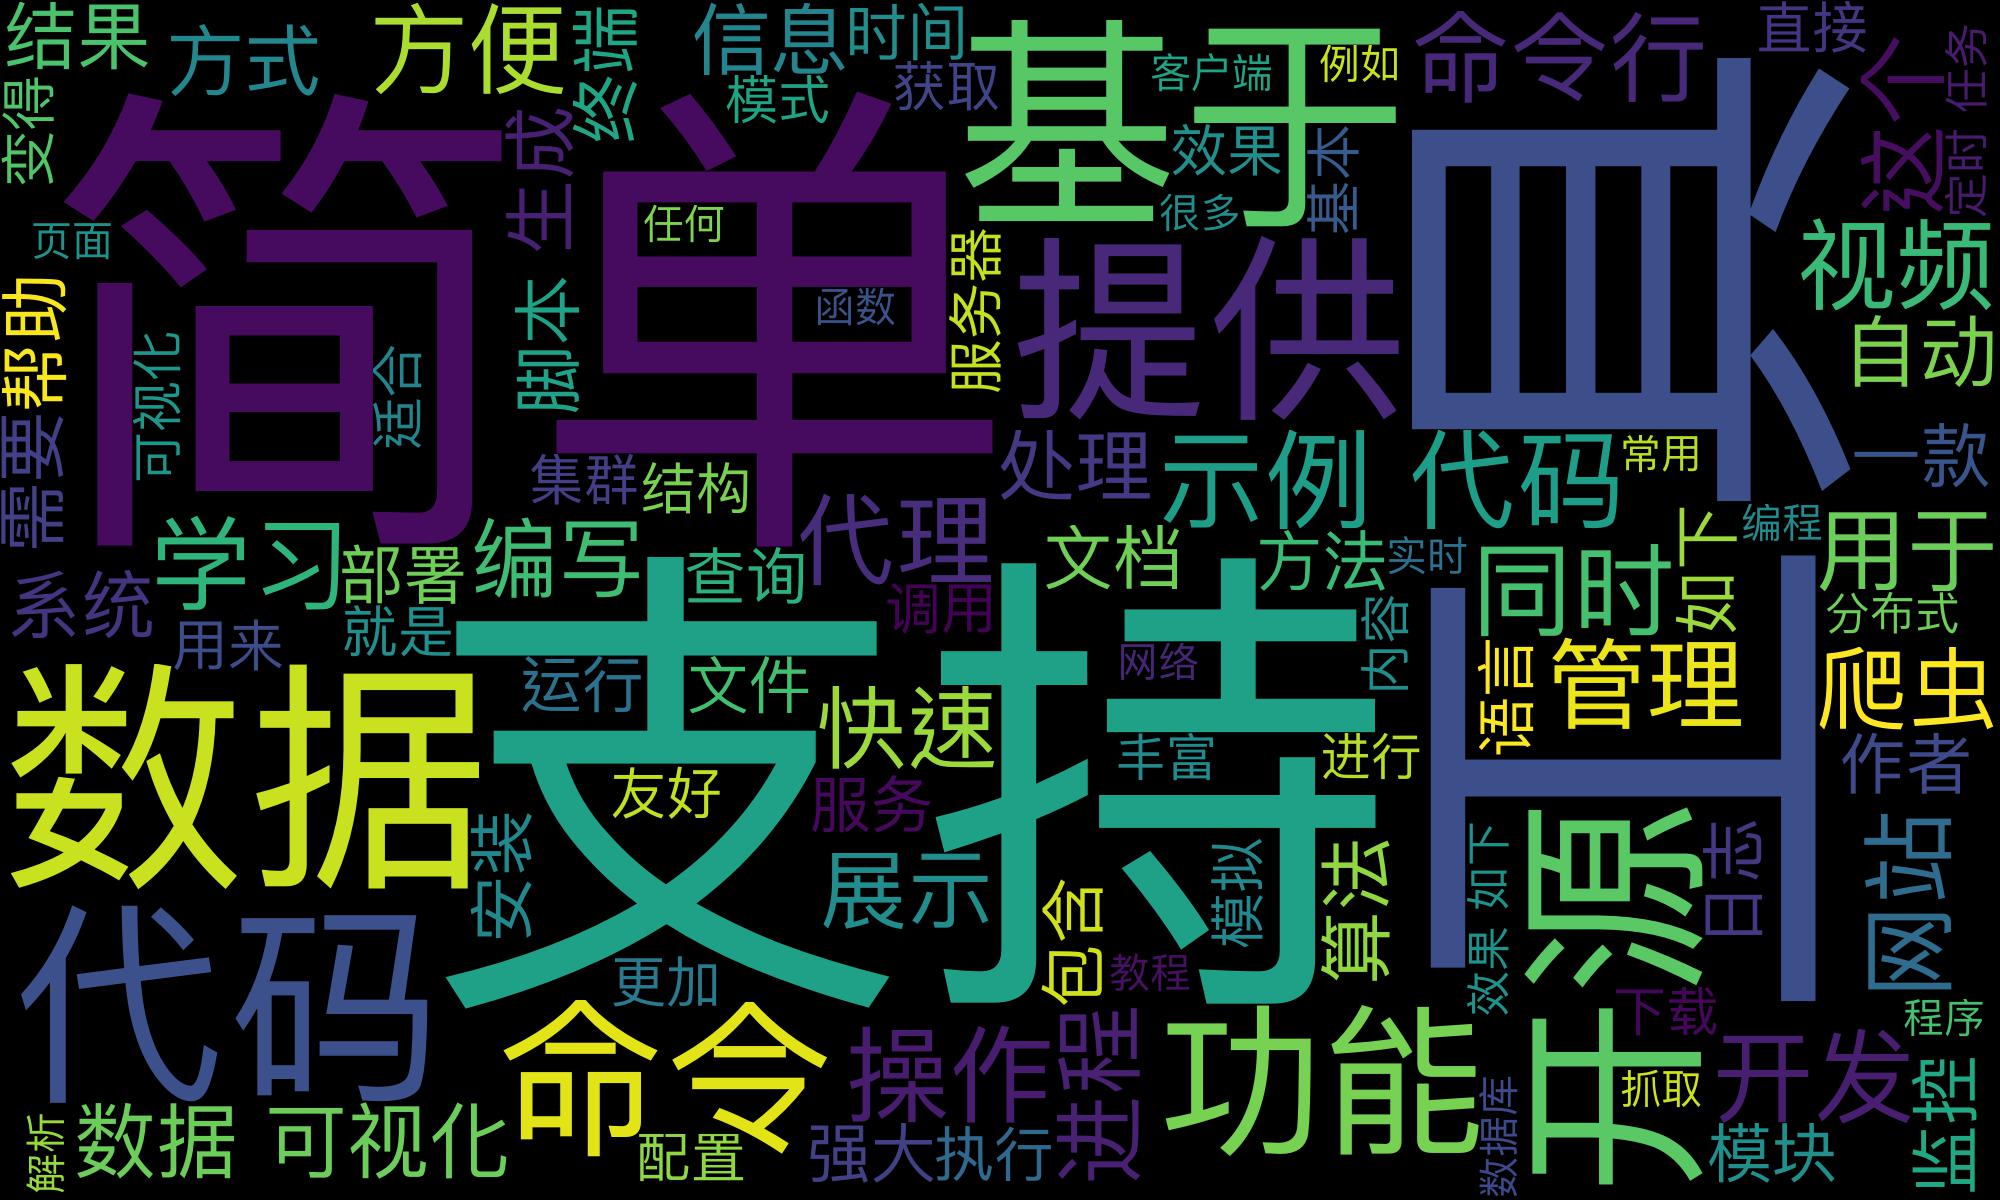 结果
方式
方便
终端
信息
时间
基于
客户端
例如
命令行
直接
这个
任务
定时
变得
模式
获取
效果
基本
很多
简单
生成
任何
函数
页面
帮助
可视化
适合
脚本
服务器
提供
工具
视频
自动
需要
集群
结构
处理
示例 代码
常用
一款
代理
学习
部署
编写
查询
文档
方法
实时
编程
用于
如下
同时
系统
用来
就是
调用
内容
分布式
支持
运行
文件
网络
语言
管理
爬虫
数据
快速
丰富
进行
作者
友好
服务
开源
日志
网站
安装
展示
模拟
算法
效果 如下
包含
代码
更加
教程
下载
程序
命令
操作
进程
功能
抓取
开发
监控
解析
数据 可视化
配置
强大
执行
数据库
模块